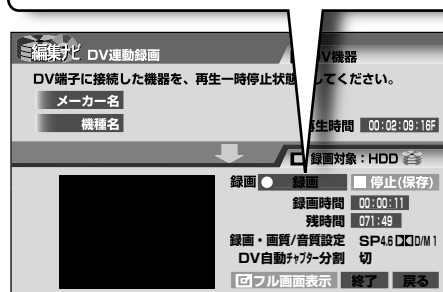 編集ナビ DV連動録画
DV機器
DV端子に接続した機器を、再生一時停止状態 してください。
メーカー名
機種名
再生時間 00:02:09:16F
録画対象：HDD
録画 録画 停止(保存)
録画時間 00:00:11
残時間 071:49
録画・画質/音質設定 SP4.6 D/M1
DV自動チャプター分割 切
フル画面表示 終了 戻る